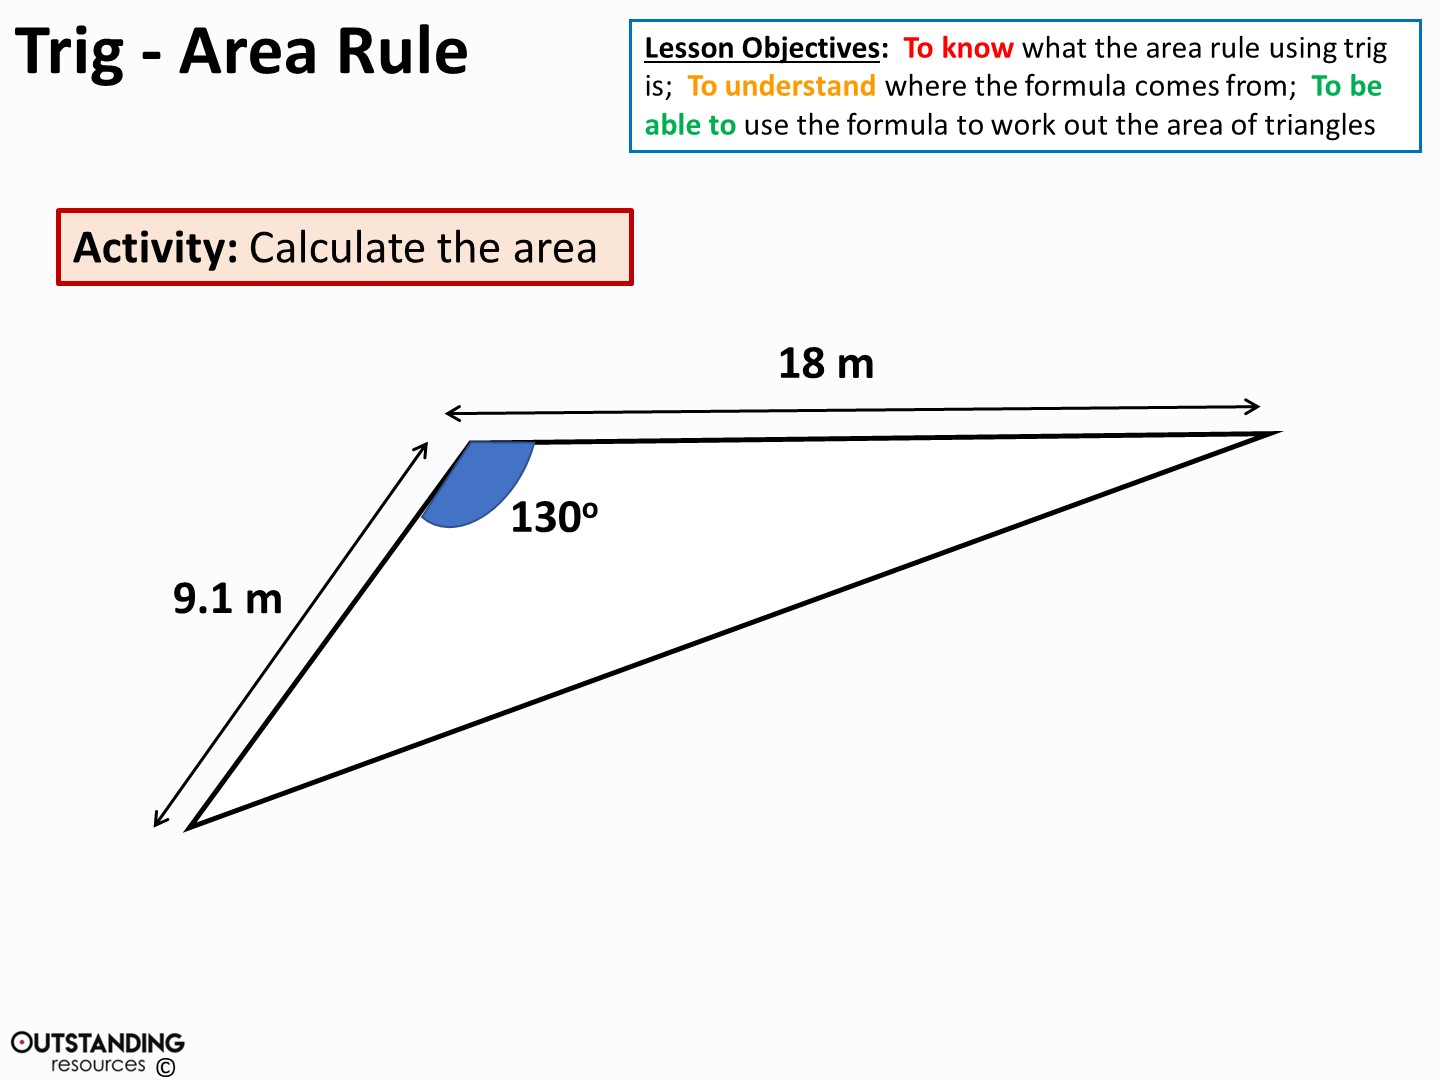 Trig - Area Rule
Lesson Objectives: To know what the area rule using trig
is; To understand where the formula comes from; To be
able to use the formula to work out the area of triangles
Activity: Calculate the area
18 m
130º
9.1 m
OUTSTANDING
resources ©